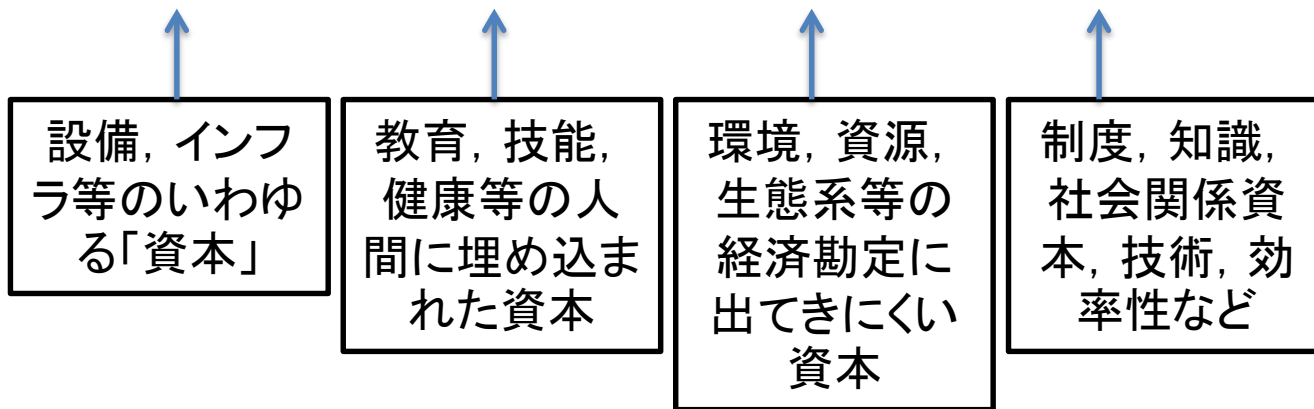 設備, インフ
ラ等のいわゆ
る「資本」
教育, 技能,
健康等の人
間に埋め込ま
れた資本
環境, 資源,
生態系等の
経済勘定に
出てきにくい
資本
制度, 知識,
社会関係資
本, 技術, 効
率性など